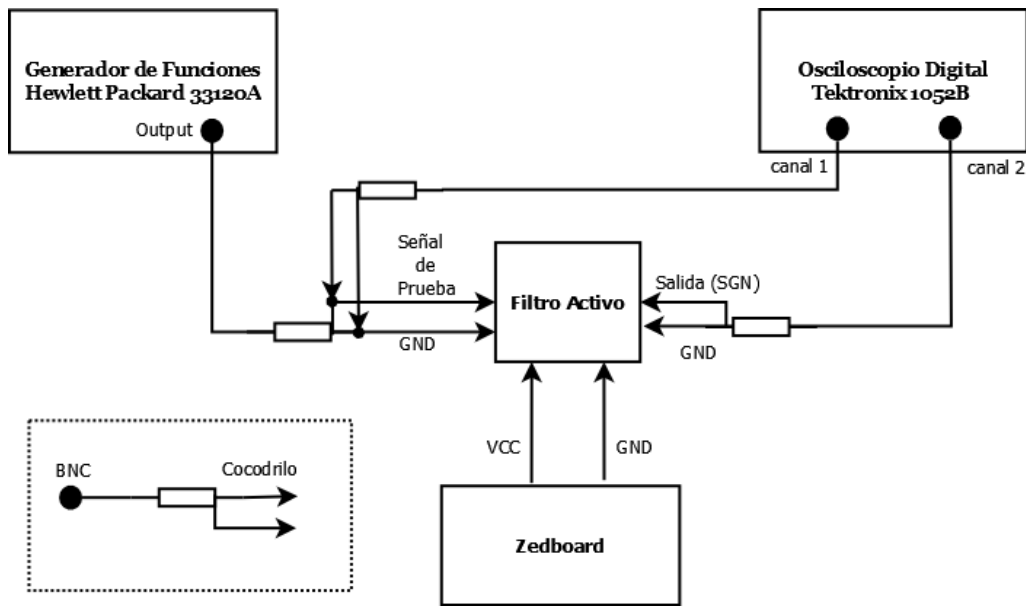 Generador de Funciones
Hewlett Packard 33120A
Output
Osciloscopio Digital
Tektronix 1052B
canal 1
canal 2
Señal
de
Prueba
GND
Filtro Activo
Salida (SGN)
GND
VCC
GND
BNC
Cocodrilo
Zedboard